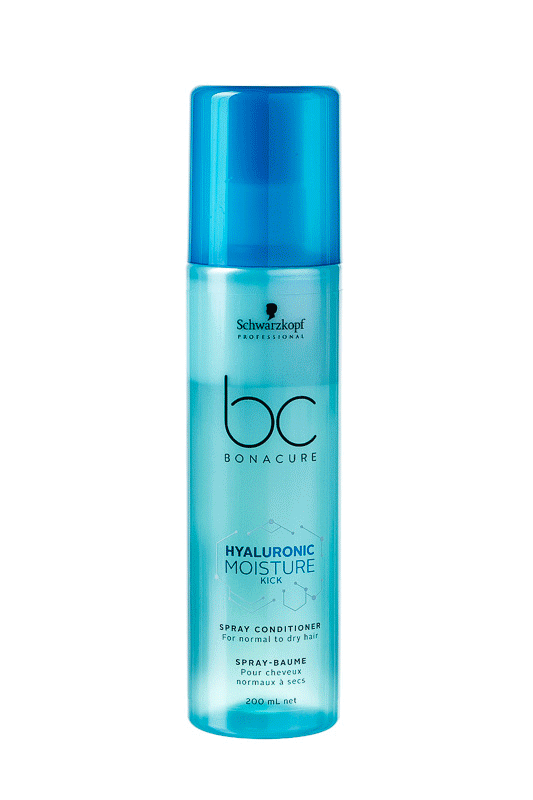 Schwarzkopf
PROFESSIONAL
bc
BONACURE
HYALURONIC
MOISTURE
KICK
SPRAY CONDITIONER
For normal to dry hair
SPRAY-BAUME
Pour cheveux
normaux à secs
200 mL net